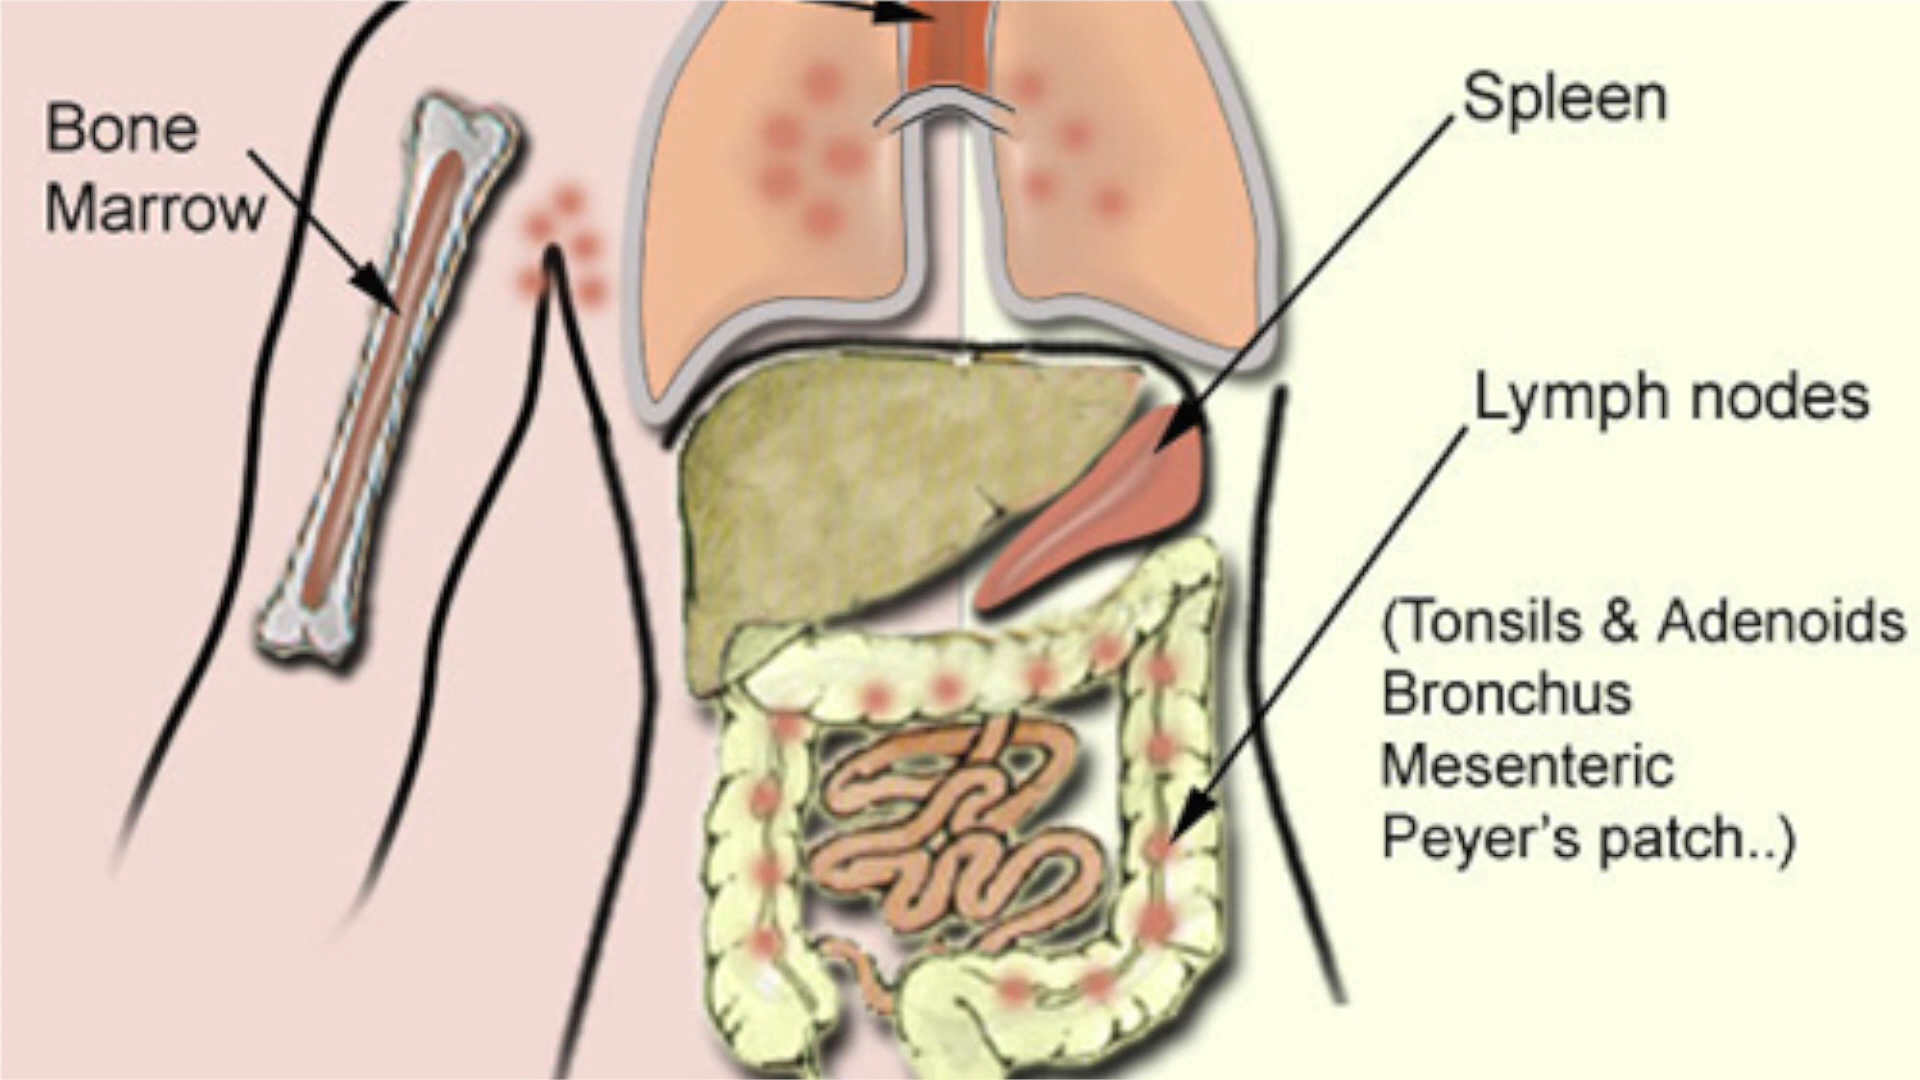 Bone
Marrow
Spleen
Lymph nodes
(Tonsils & Adenoids
Bronchus
Mesenteric
Peyer's patch..)